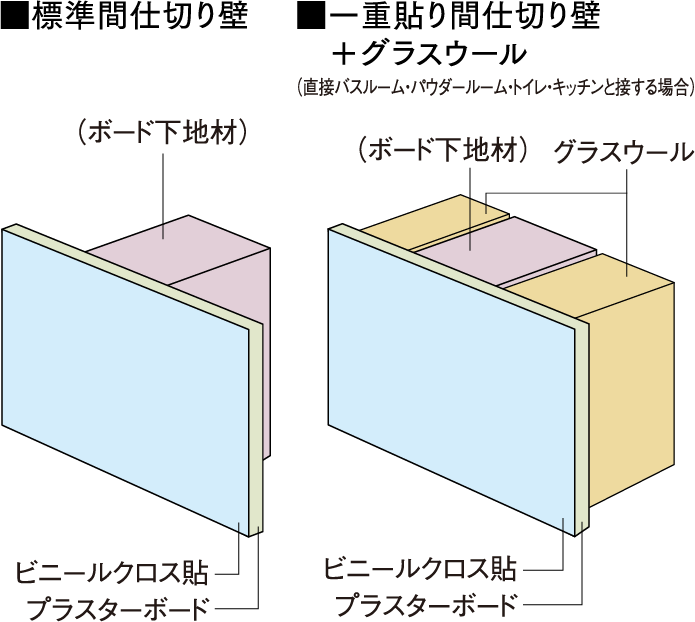 ■標準間仕切り壁
(ボード下地材)
ビニールクロス貼
プラスターボード
■一重貼り間仕切り壁
+グラスウール
(直接バスルーム・パウダールーム・トイレ・キッチンと接する場合)
(ボード下地材)
グラスウール
ビニールクロス貼
プラスターボード